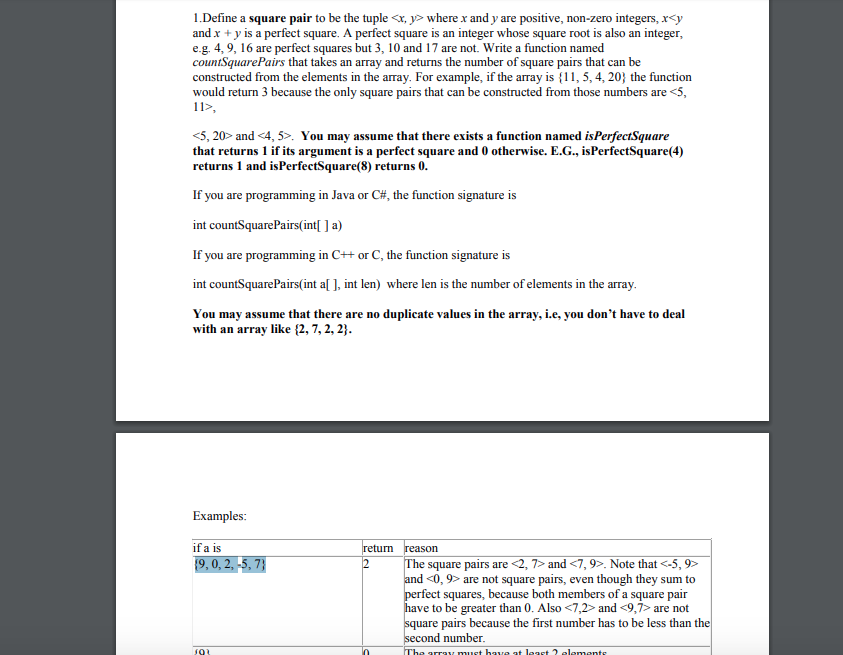 1.Define a square pair to be the tuple <x, y> where x and y are positive, non-zero integers, x<y
and x + y is a perfect square. A perfect square is an integer whose square root is also an integer,
e.g. 4, 9, 16 are perfect squares but 3, 10 and 17 are not. Write a function named
countSquarePairs that takes an array and returns the number of square pairs that can be
constructed from the elements in the array. For example, if the array is {11, 5, 4, 20} the function
would return 3 because the only square pairs that can be constructed from those numbers are <5,
11>,
<5, 20> and <4, 5>. You may assume that there exists a function named isPerfectSquare
that returns 1 if its argument is a perfect square and 0 otherwise. E.G., isPerfectSquare(4)
returns 1 and isPerfectSquare(8) returns 0.
If you are programming in Java or C#, the function signature is
int countSquarePairs(int[ ] a)
If you are programming in C++ or C, the function signature is
int countSquarePairs(int a[ ], int len) where len is the number of elements in the array.
You may assume that there are no duplicate values in the array, i.e, you don't have to deal
with an array like {2, 7, 2, 2}.
Examples:
if a is return reason
{9, 0, 2, -5, 7} 2 The square pairs are <2, 7> and <7, 9>. Note that <-5, 9>
and <0, 9> are not square pairs, even though they sum to
perfect squares, because both members of a square pair
have to be greater than 0. Also <7,2> and <9,7> are not
square pairs because the first number has to be less than the
second number.
{9} 0 The array must have at least 2 elements